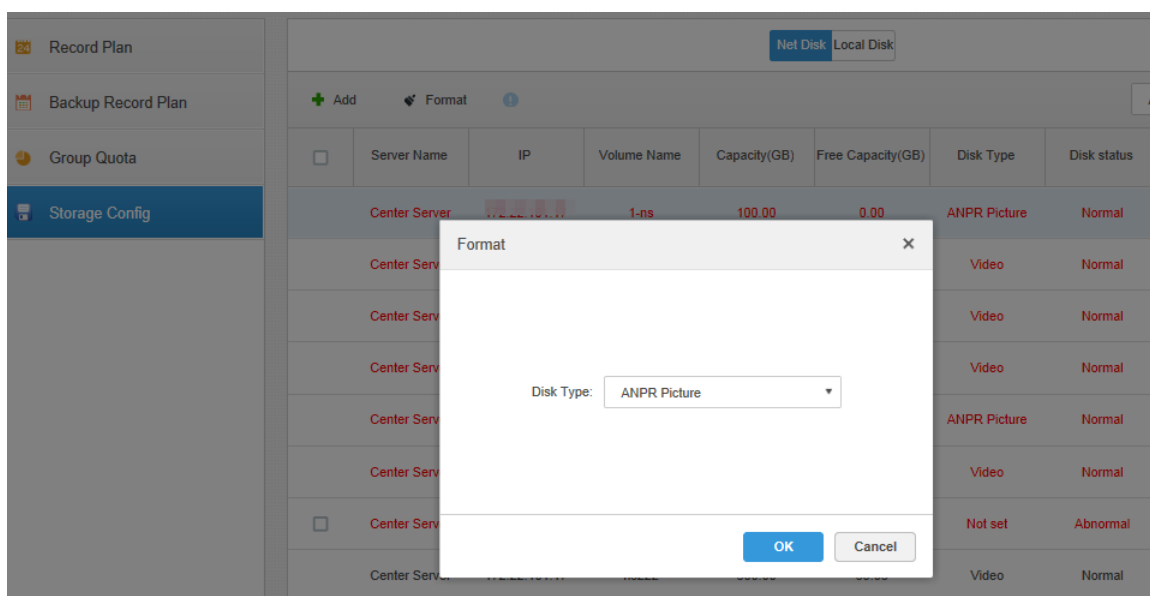 Record Plan
Backup Record Plan
Group Quota
Storage Config
Net Disk Local Disk
Add Format
Server Name IP Volume Name Capacity(GB) Free Capacity(GB) Disk Type Disk status
Center Server 1-ns 100.00 0.00 ANPR Picture Normal
Format
Center Serv Video Normal
Center Serv Video Normal
Center Serv Video Normal
Disk Type: ANPR Picture
Center Serv ANPR Picture Normal
Center Serv Video Normal
Center Serv Not set Abnormal
OK Cancel
Center Server Video Normal